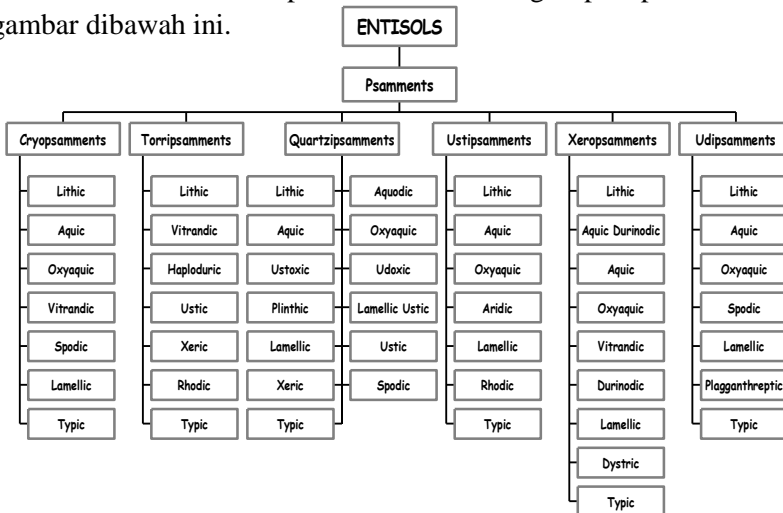 gambar dibawah ini.
ENTISOLS
Psamments
Cryopsamments
Torripsamments
Quartzipsamments
Ustipsamments
Xeropsamments
Udipsamments
Lithic
Aquic
Oxyaquic
Vitrandic
Spodic
Lamellic
Typic
Lithic
Vitrandic
Haploduric
Ustic
Xeric
Rhodic
Typic
Lithic
Aquic
Ustoxic
Plinthic
Lamellic
Xeric
Typic
Aquodic
Oxyaquic
Udoxic
Lamellic Ustic
Ustic
Spodic
Lithic
Aquic
Oxyaquic
Aridic
Lamellic
Rhodic
Typic
Lithic
Aquic Durinodic
Aquic
Oxyaquic
Vitrandic
Durinodic
Lamellic
Dystric
Typic
Lithic
Aquic
Oxyaquic
Spodic
Lamellic
Plagganthreptic
Typic